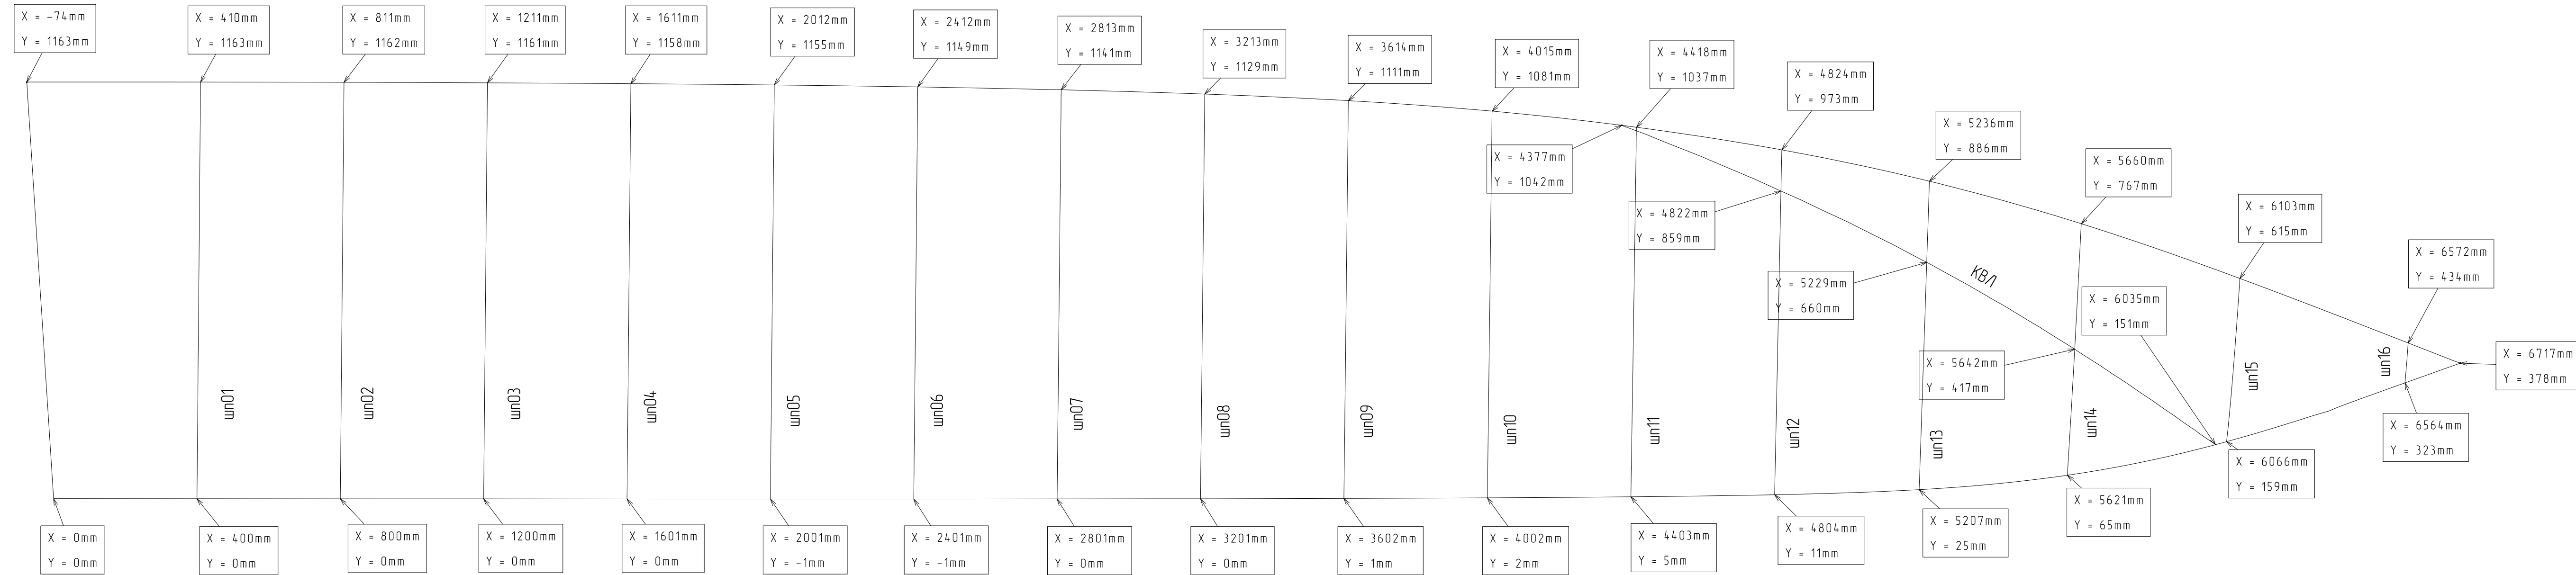 X = -74mm
Y = 1163mm
X = 410mm
Y = 1163mm
X = 811mm
Y = 1162mm
X = 1211mm
Y = 1161mm
X = 1611mm
Y = 1158mm
X = 2012mm
Y = 1155mm
X = 2412mm
Y = 1149mm
X = 2813mm
Y = 1141mm
X = 3213mm
Y = 1129mm
X = 3614mm
Y = 1111mm
X = 4015mm
Y = 1081mm
X = 4418mm
Y = 1037mm
X = 4824mm
Y = 973mm
X = 5236mm
Y = 886mm
X = 5660mm
Y = 767mm
X = 6103mm
Y = 615mm
X = 6572mm
Y = 434mm
X = 4377mm
Y = 1042mm
X = 4822mm
Y = 859mm
X = 5229mm
Y = 660mm
КВЛ
X = 6035mm
Y = 151mm
X = 5642mm
Y = 417mm
X = 6717mm
Y = 378mm
шп01
шп02
шп03
шп04
шп05
шп06
шп07
шп08
шп09
шп10
шп11
шп12
шп13
шп14
шп15
шп16
X = 0mm
Y = 0mm
X = 400mm
Y = 0mm
X = 800mm
Y = 0mm
X = 1200mm
Y = 0mm
X = 1601mm
Y = 0mm
X = 2001mm
Y = -1mm
X = 2401mm
Y = -1mm
X = 2801mm
Y = 0mm
X = 3201mm
Y = 0mm
X = 3602mm
Y = 1mm
X = 4002mm
Y = 2mm
X = 4403mm
Y = 5mm
X = 4804mm
Y = 11mm
X = 5207mm
Y = 25mm
X = 5621mm
Y = 65mm
X = 6066mm
Y = 159mm
X = 6564mm
Y = 323mm